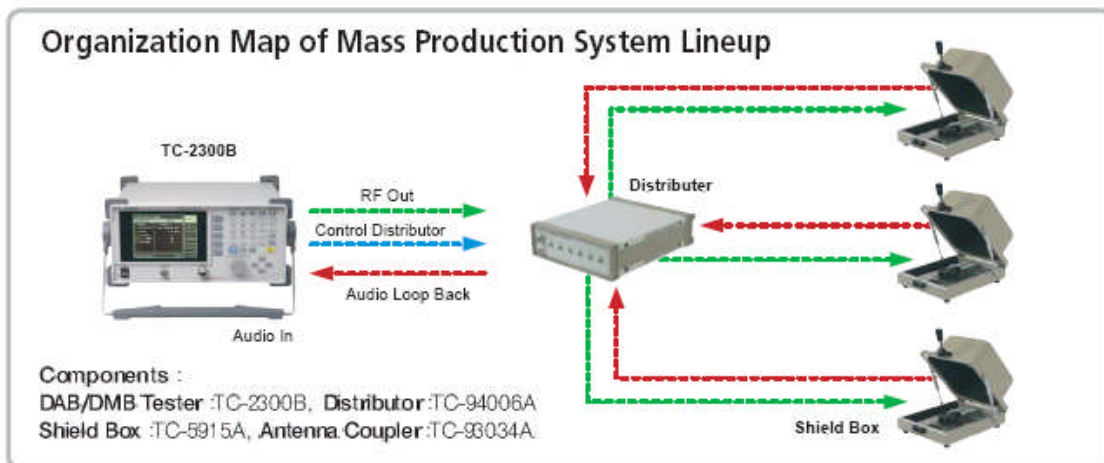 Organization Map of Mass Production System Lineup
TC-2300B
RF Out
Control Distributor
Audio Loop Back
Audio In
Distributer
Shield Box
Components :
DAB/DMB Tester :TC-2300B, Distributor :TC-94006A
Shield Box :TC-5915A, Antenna Coupler :TC-93034A